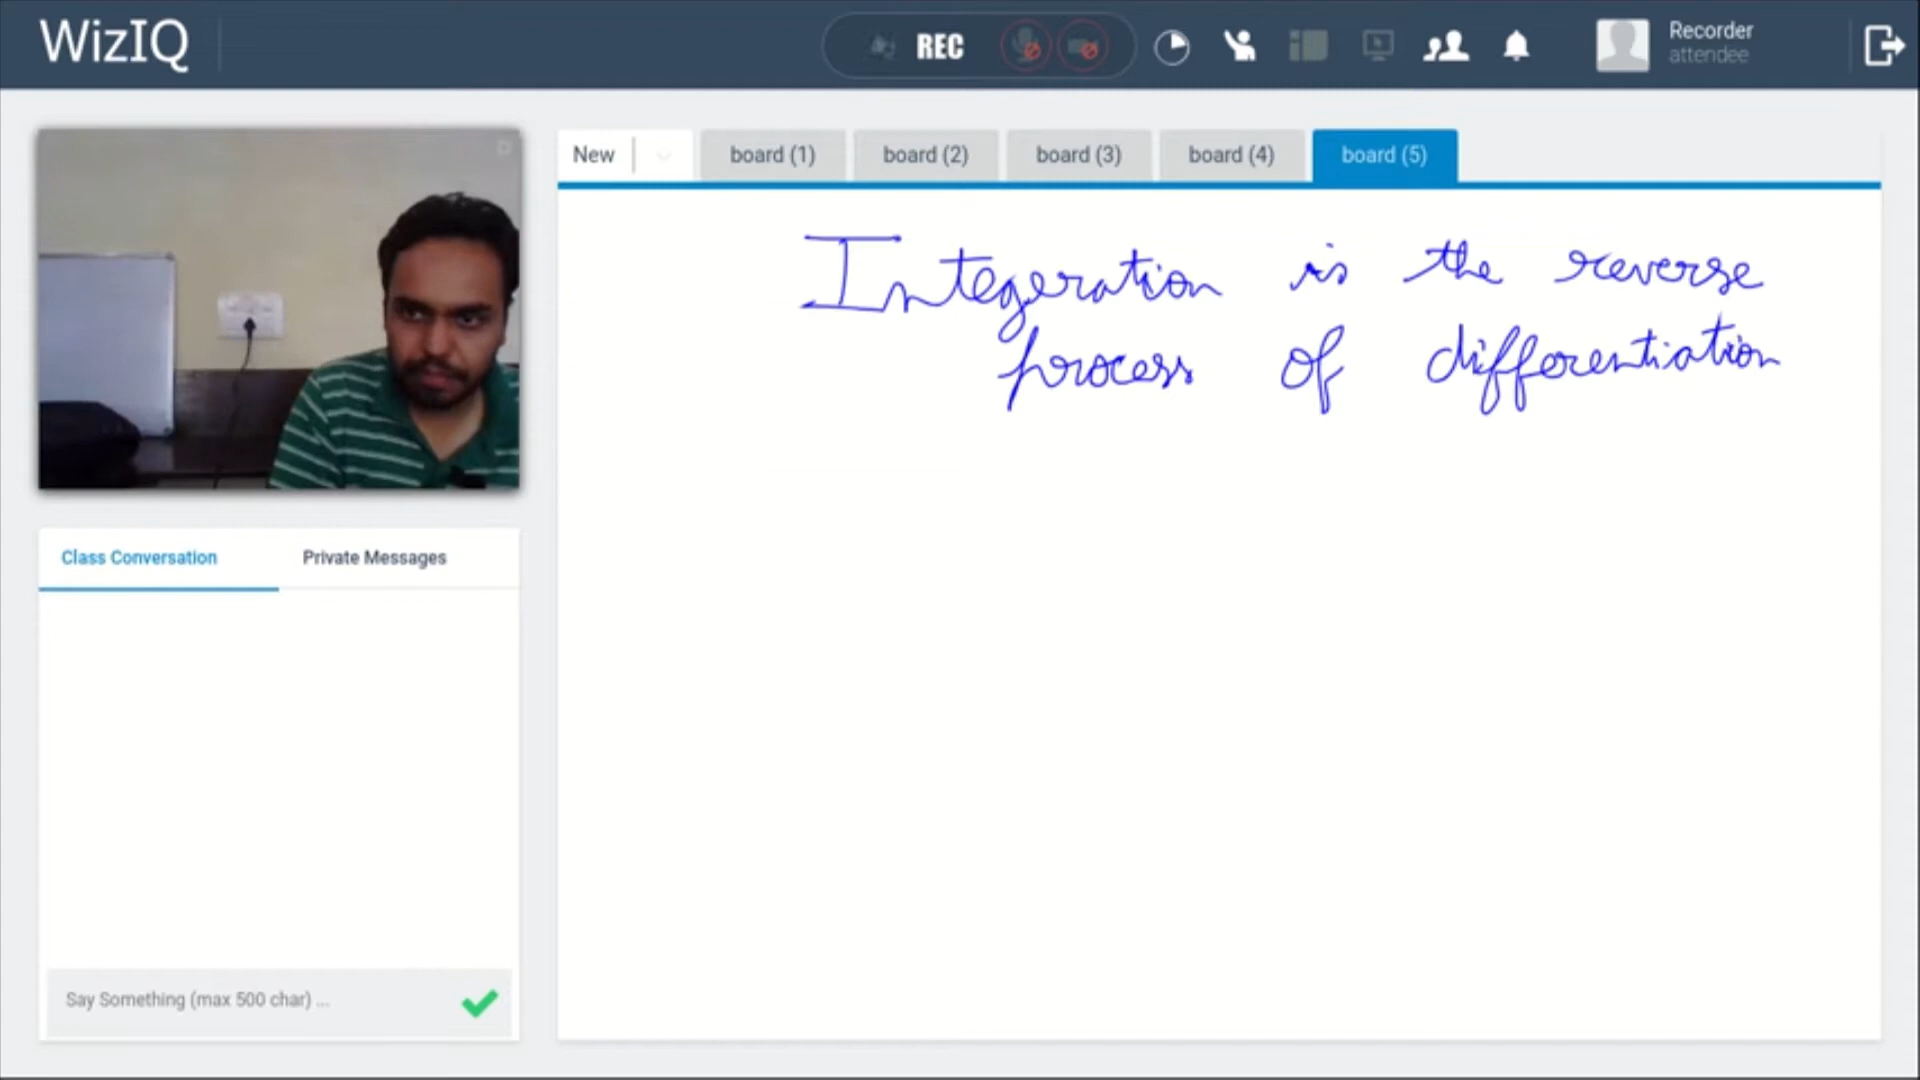 WizIQ
REC
Recorder
attendee
New
board (1)
board (2)
board (3)
board (4)
board (5)
Integeration is the reverse
process of differentiation
Class Conversation
Private Messages
Say Something (max 500 char) ...